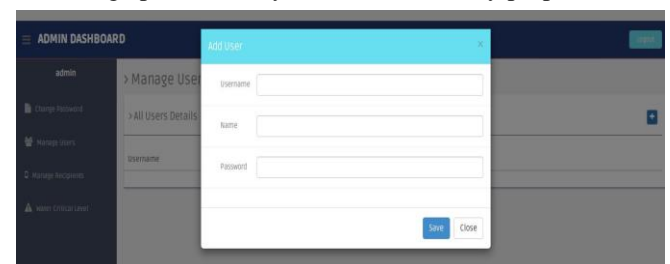 ADMIN DASHBOARD
Add User
×
logout
admin
> Manage User
Username
Change Password
> All Users Details
Name
Manage Users
Username
Password
Manage Recipients
Water Critical Level
Save
Close